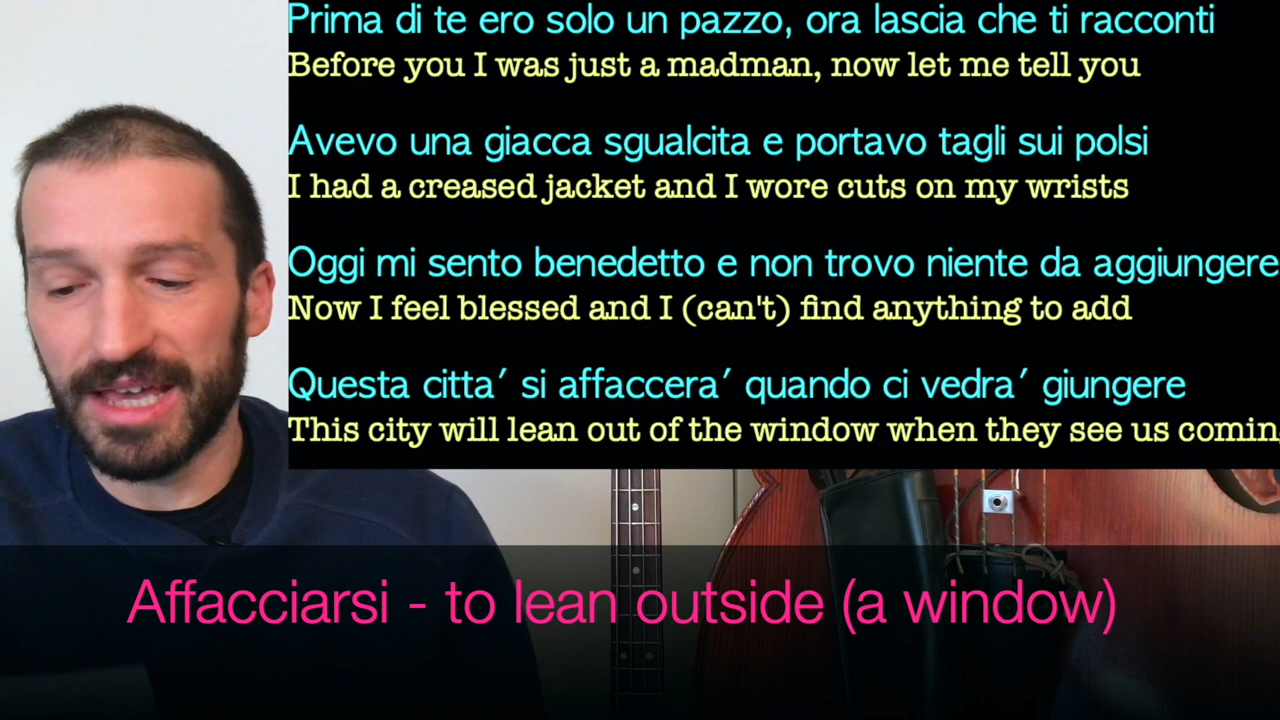 Prima di te ero solo un pazzo, ora lascia che ti racconti
Before you I was just a madman, now let me tell you
Avevo una giacca sgualcita e portavo tagli sui polsi
I had a creased jacket and I wore cuts on my wrists
Oggi mi sento benedetto e non trovo niente da aggiungere
Now I feel blessed and I (can't) find anything to add
Questa citta′ si affaccera′ quando ci vedra′ giungere
This city will lean out of the window when they see us comin
Affacciarsi - to lean outside (a window)